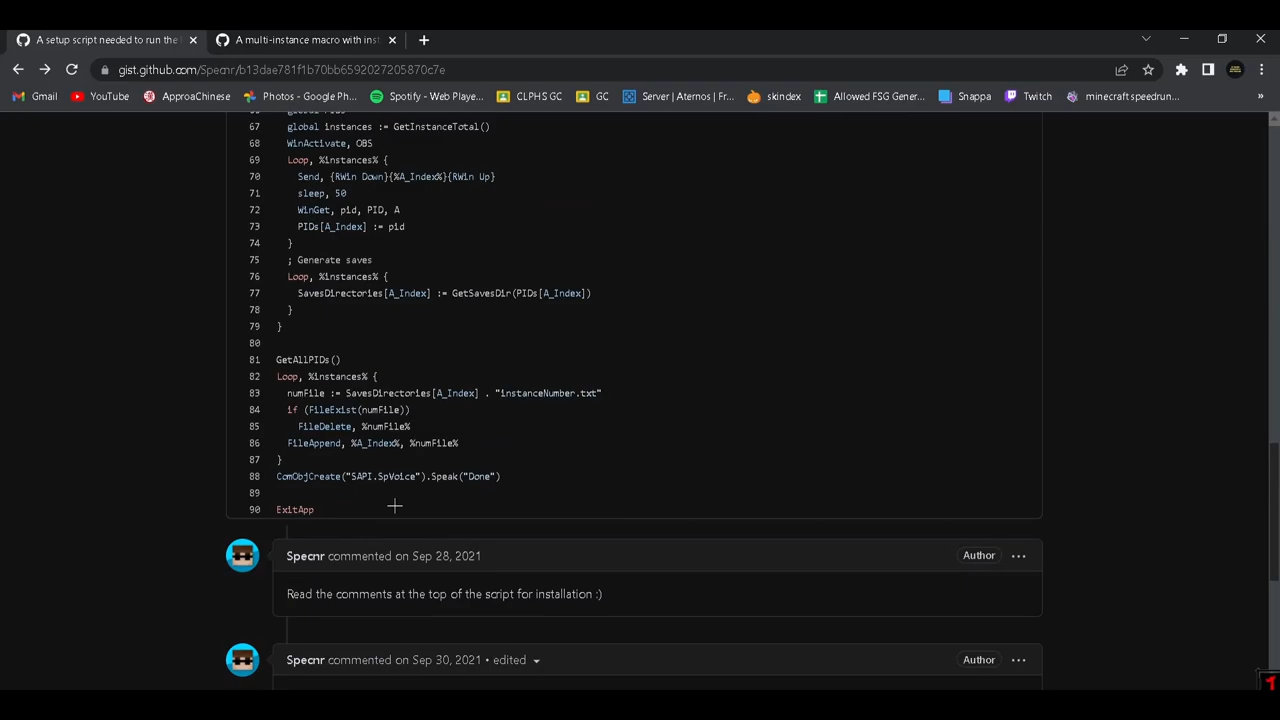 A setup script needed to run the
A multi-instance macro with inst
gist.github.com/Specnr/b13dae781f1b70bb6592027205870c7e
Gmail
YouTube
ApproaChinese
Photos - Google Ph...
Spotify - Web Playe...
CLPHS GC
GC
Server | Aternos | Fr...
skindex
Allowed FSG Gener...
Snappa
Twitch
minecraft speedrun...
»
67 global instances := GetInstanceTotal()
68 WinActivate, OBS
69 Loop, %instances% {
70 Send, {RWin Down}{%A_Index%}{RWin Up}
71 sleep, 50
72 WinGet, pid, PID, A
73 PIDs[A_Index] := pid
74 }
75 ; Generate saves
76 Loop, %instances% {
77 SavesDirectories[A_Index] := GetSavesDir(PIDs[A_Index])
78 }
79 }
80
81 GetAllPIDs()
82 Loop, %instances% {
83 numFile := SavesDirectories[A_Index] . "instanceNumber.txt"
84 if (FileExist(numFile))
85 FileDelete, %numFile%
86 FileAppend, %A_Index%, %numFile%
87 }
88 ComObjCreate("SAPI.SpVoice").Speak("Done")
89
90 ExitApp
Specnr commented on Sep 28, 2021
Author
Read the comments at the top of the script for installation :)
Specnr commented on Sep 30, 2021 • edited
Author
1